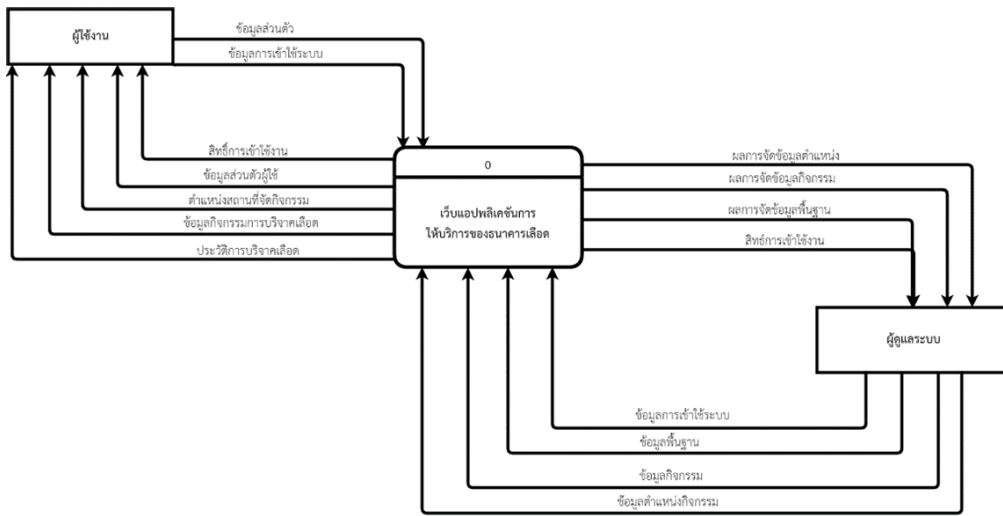 ผู้ใช้งาน
ข้อมูลส่วนตัว
ข้อมูลการเข้าใช้ระบบ
สิทธิ์การเข้าใช้งาน
ข้อมูลส่วนตัวผู้ใช้
ตำแหน่งสถานที่จัดกิจกรรม
ข้อมูลกิจกรรมการบริจาคเลือด
ประวัติการบริจาคเลือด
0
เว็บแอปพลิเคชันการ
ให้บริการของธนาคารเลือด
ผลการจัดข้อมูลตำแหน่ง
ผลการจัดข้อมูลกิจกรรม
ผลการจัดข้อมูลพื้นฐาน
สิทธ์การเข้าใช้งาน
ผู้ดูแลระบบ
ข้อมูลการเข้าใช้ระบบ
ข้อมูลพื้นฐาน
ข้อมูลกิจกรรม
ข้อมูลตำแหน่งกิจกรรม